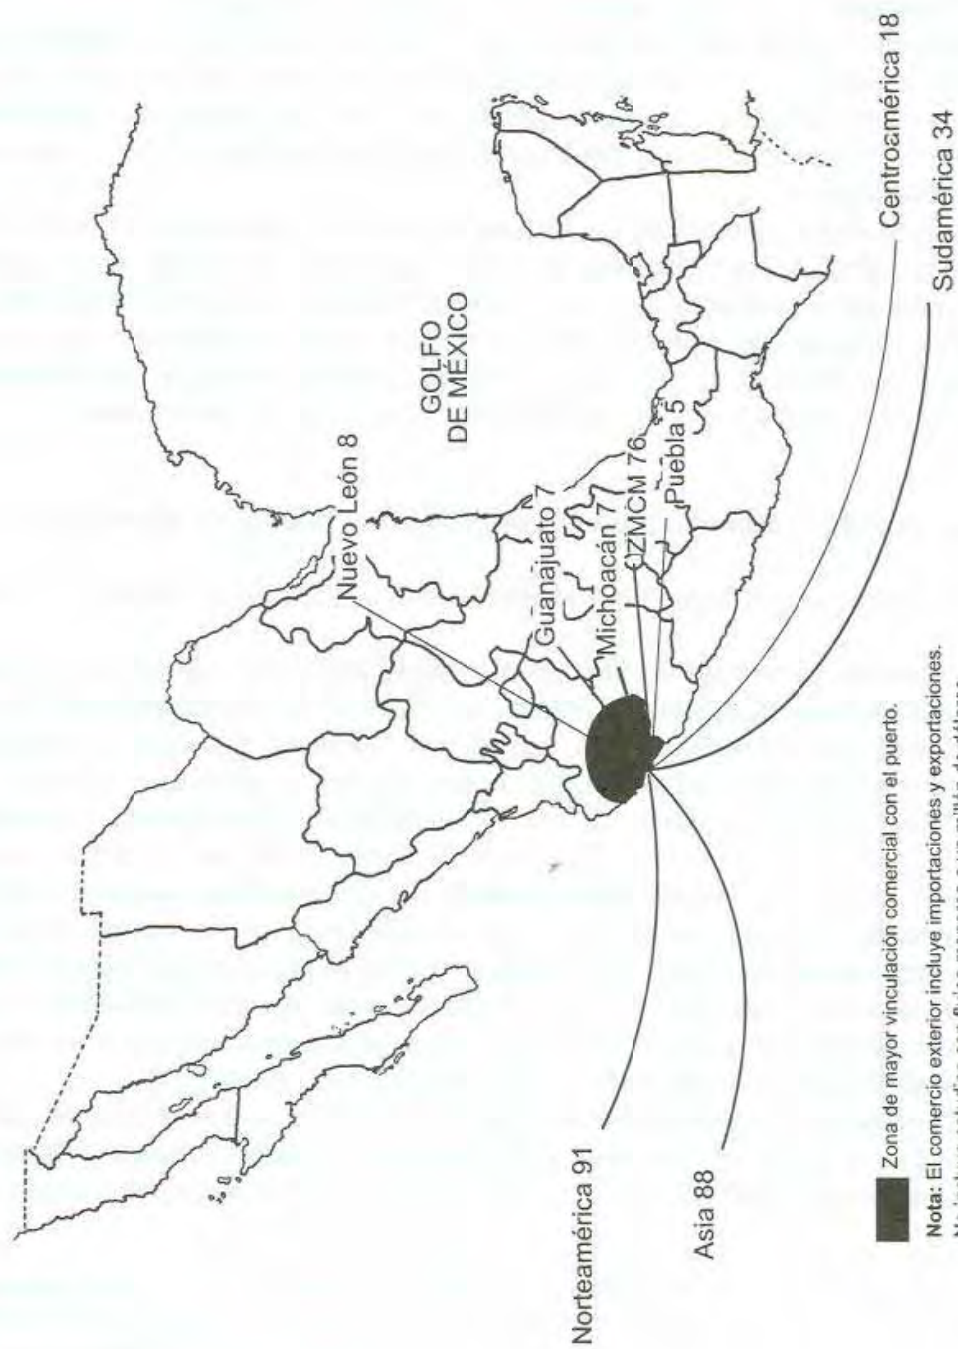 GOLFO
DE MÉXICO
Nuevo León 8
Guanajuato 7
Michoacán 7
CZMCM 76
Puebla 5
Centroamérica 18
Sudamérica 34
Norteamérica 91
Asia 88
Zona de mayor vinculación comercial con el puerto.
Nota: El comercio exterior incluye importaciones y exportaciones.